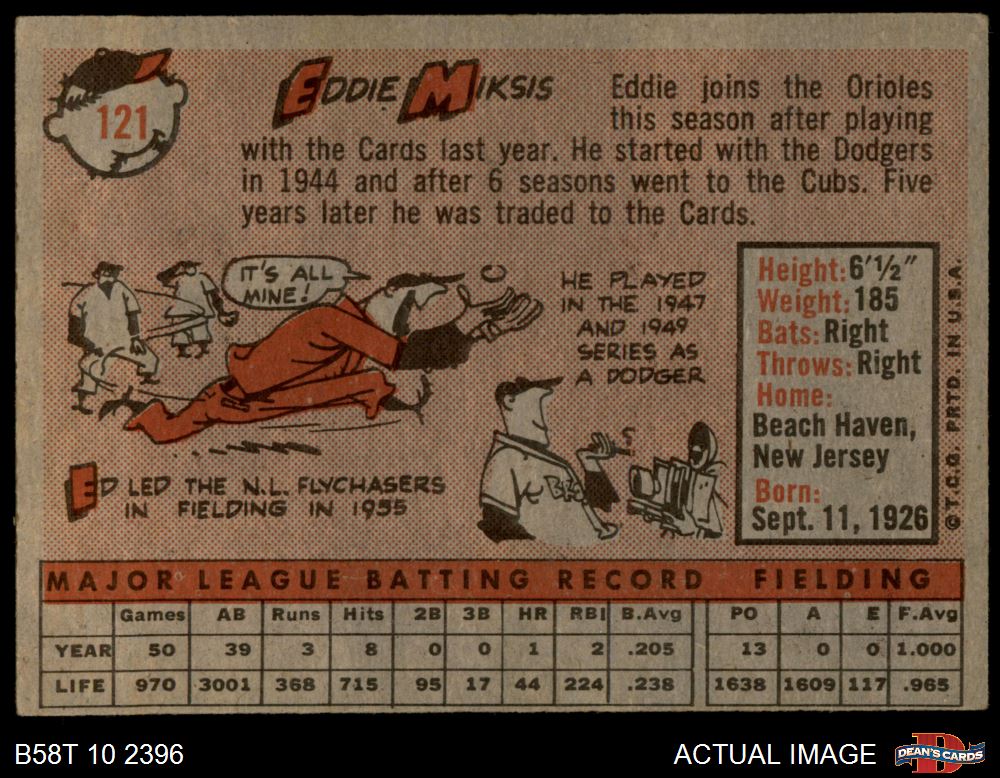 121
EDDIE MIKSIS
Eddie joins the Orioles
this season after playing
with the Cards last year. He started with the Dodgers
in 1944 and after 6 seasons went to the Cubs. Five
years later he was traded to the Cards.
IT'S ALL
MINE!
HE PLAYED
IN THE 1947
AND 1949
SERIES AS
A DODGER
ED LED THE N.L. FLYCHASERS
IN FIELDING IN 1955
Height: 6'½"
Weight: 185
Bats: Right
Throws: Right
Home:
Beach Haven,
New Jersey
Born:
Sept. 11, 1926
© T.C.G. PRTD. IN U.S.A.
MAJOR LEAGUE BATTING RECORD FIELDING
Games AB Runs Hits 2B 3B HR RBI B.Avg PO A E F.Avg
YEAR 50 39 3 8 0 0 1 2 .205 13 0 0 1.000
LIFE 970 3001 368 715 95 17 44 224 .238 1638 1609 117 .965
B58T 10 2396
ACTUAL IMAGE
DEAN'S CARDS